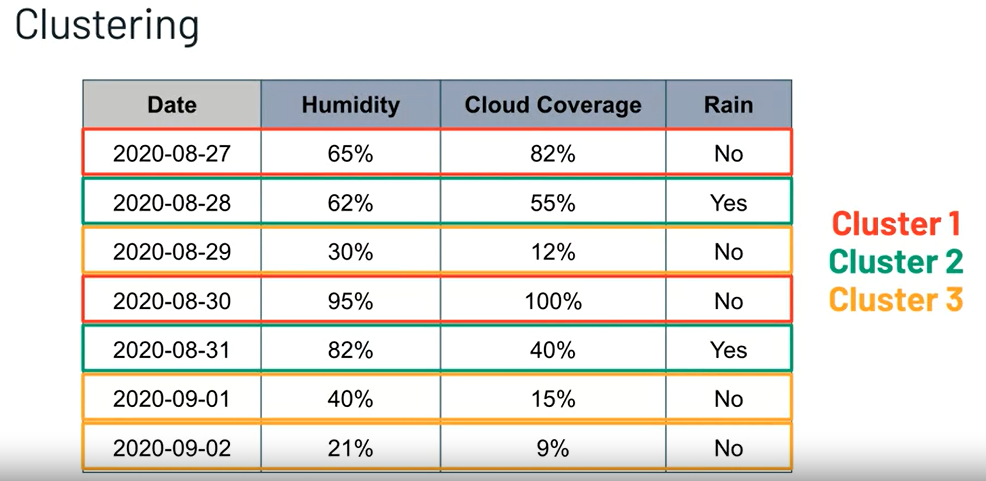 Clustering
Date Humidity Cloud Coverage Rain
2020-08-27 65% 82% No
2020-08-28 62% 55% Yes
2020-08-29 30% 12% No
2020-08-30 95% 100% No
2020-08-31 82% 40% Yes
2020-09-01 40% 15% No
2020-09-02 21% 9% No
Cluster 1
Cluster 2
Cluster 3